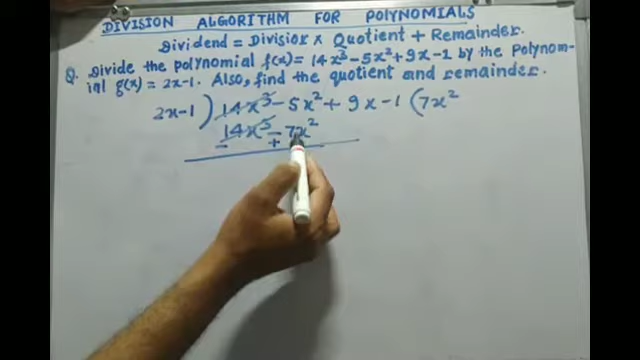 DIVISION ALGORITHM FOR POLYNOMIALS
Dividend = Divisior × Quotient + Remainder.
Q. Divide the polynomial f(x) = 14x³ - 5x² + 9x - 1 by the Polynom-
ial g(x) = 2x-1. Also, find the quotient and remainder.
2x-1 ) 14x³ - 5x² + 9x - 1 ( 7x²
14x³ - 7x²
- +